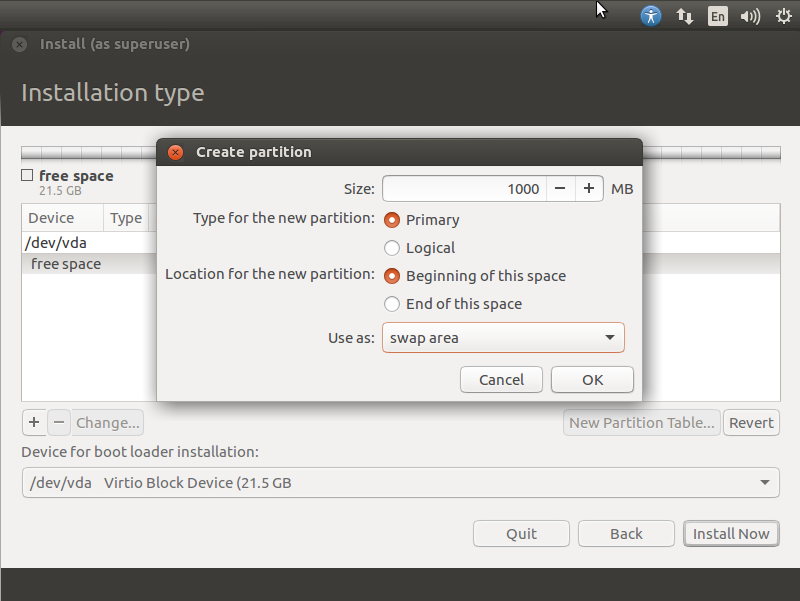 En
Install (as superuser)
Installation type
Create partition
Size: 1000 MB
Type for the new partition: Primary
Logical
Location for the new partition: Beginning of this space
End of this space
Use as: swap area
Cancel OK
free space
21.5 GB
Device Type
/dev/vda
free space
+ − Change... New Partition Table... Revert
Device for boot loader installation:
/dev/vda Virtio Block Device (21.5 GB
Quit Back Install Now